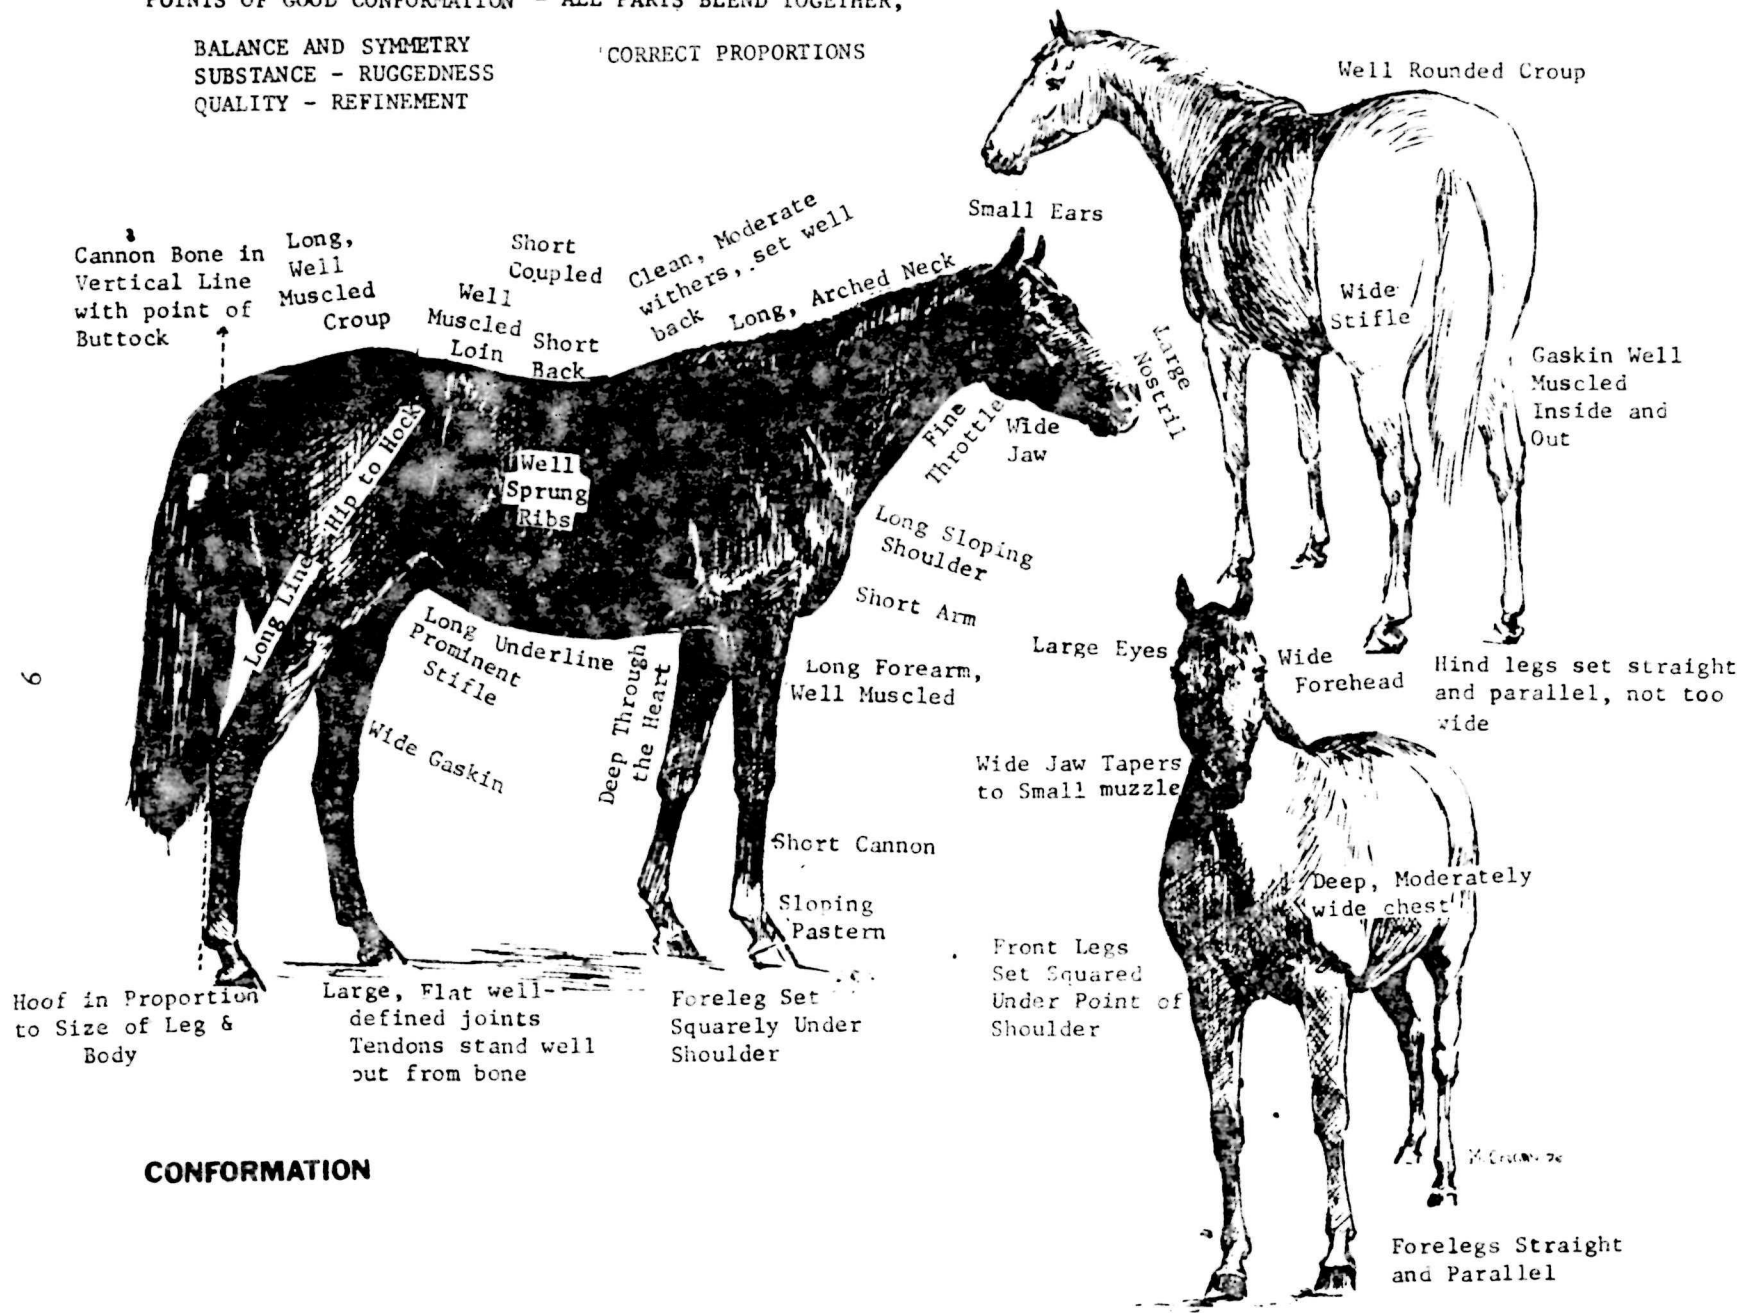 POINTS OF GOOD CONFORMATION - ALL PARTS BLEND TOGETHER,
BALANCE AND SYMMETRY
SUBSTANCE - RUGGEDNESS
QUALITY - REFINEMENT
CORRECT PROPORTIONS
Well Rounded Croup
Small Ears
Cannon Bone in
Vertical Line
with point of
Buttock
Long,
Well
Muscled
Croup
Short
Coupled
Well
Muscled
Loin
Short
Back
Clean, Moderate
withers, set well
back
Long, Arched Neck
Large
Nostril
Wide
Stifle
Gaskin Well
Muscled
Inside and
Out
Fine
Throttle
Wide
Jaw
Long Line Hip to Hock
Well
Sprung
Ribs
Long Sloping
Shoulder
Short Arm
Long Underline
Prominent
Stifle
Wide Gaskin
Deep Through
the Heart
Long Forearm,
Well Muscled
Large Eyes
Wide
Forehead
Hind legs set straight
and parallel, not too
wide
Wide Jaw Tapers
to Small muzzle
Short Cannon
Sloping
Pastern
Deep, Moderately
wide chest
Front Legs
Set Squared
Under Point of
Shoulder
Hoof in Proportion
to Size of Leg &
Body
Large, Flat well-
defined joints
Tendons stand well
out from bone
Foreleg Set
Squarely Under
Shoulder
Forelegs Straight
and Parallel
CONFORMATION
6